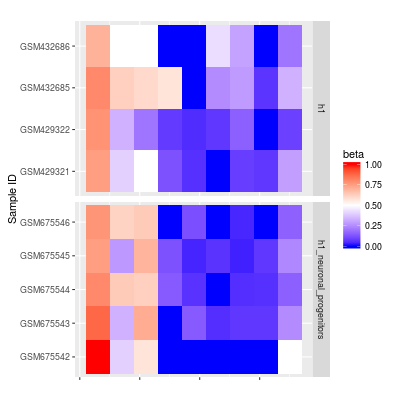 GSM432686
GSM432685
GSM429322
GSM429321
h1
GSM675546
GSM675545
GSM675544
GSM675543
GSM675542
h1_neuronal_progenitors
Sample ID
beta
1.00
0.75
0.50
0.25
0.00